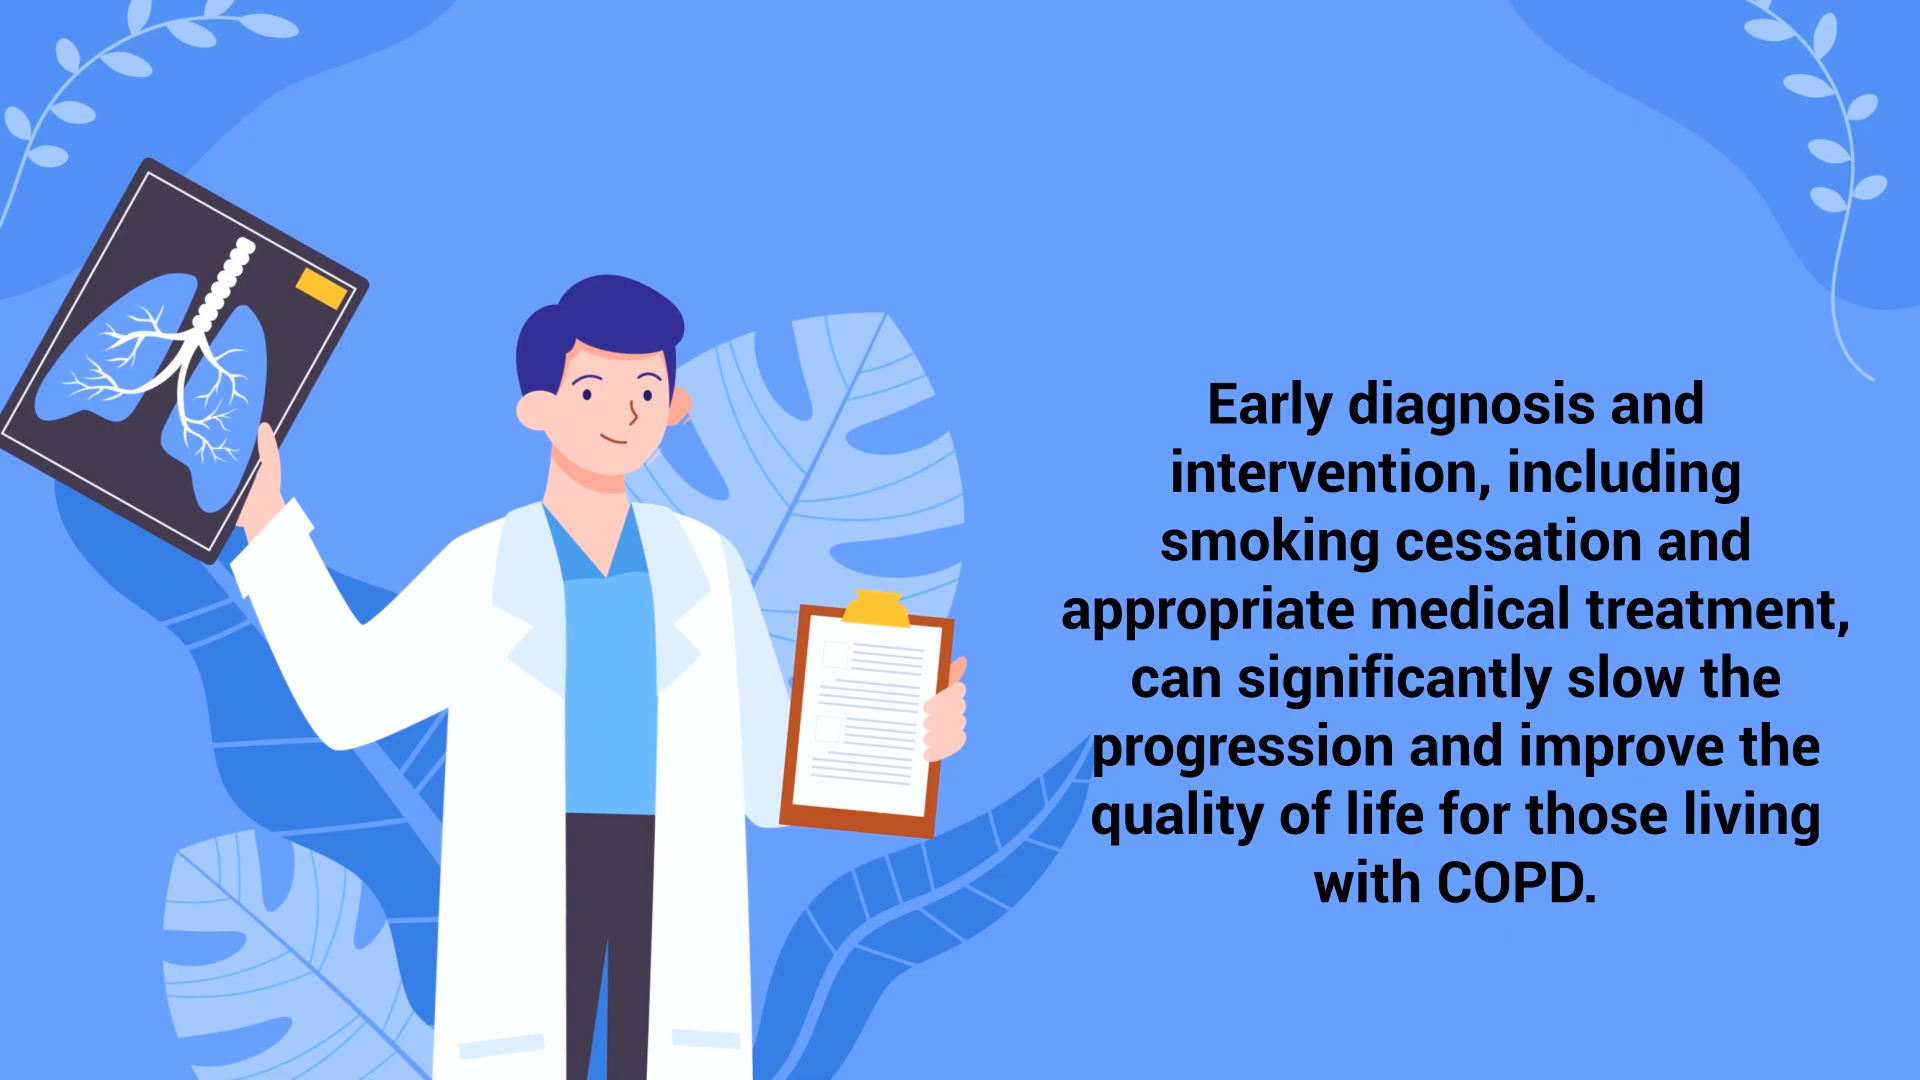 Early diagnosis and
intervention, including
smoking cessation and
appropriate medical treatment,
can significantly slow the
progression and improve the
quality of life for those living
with COPD.